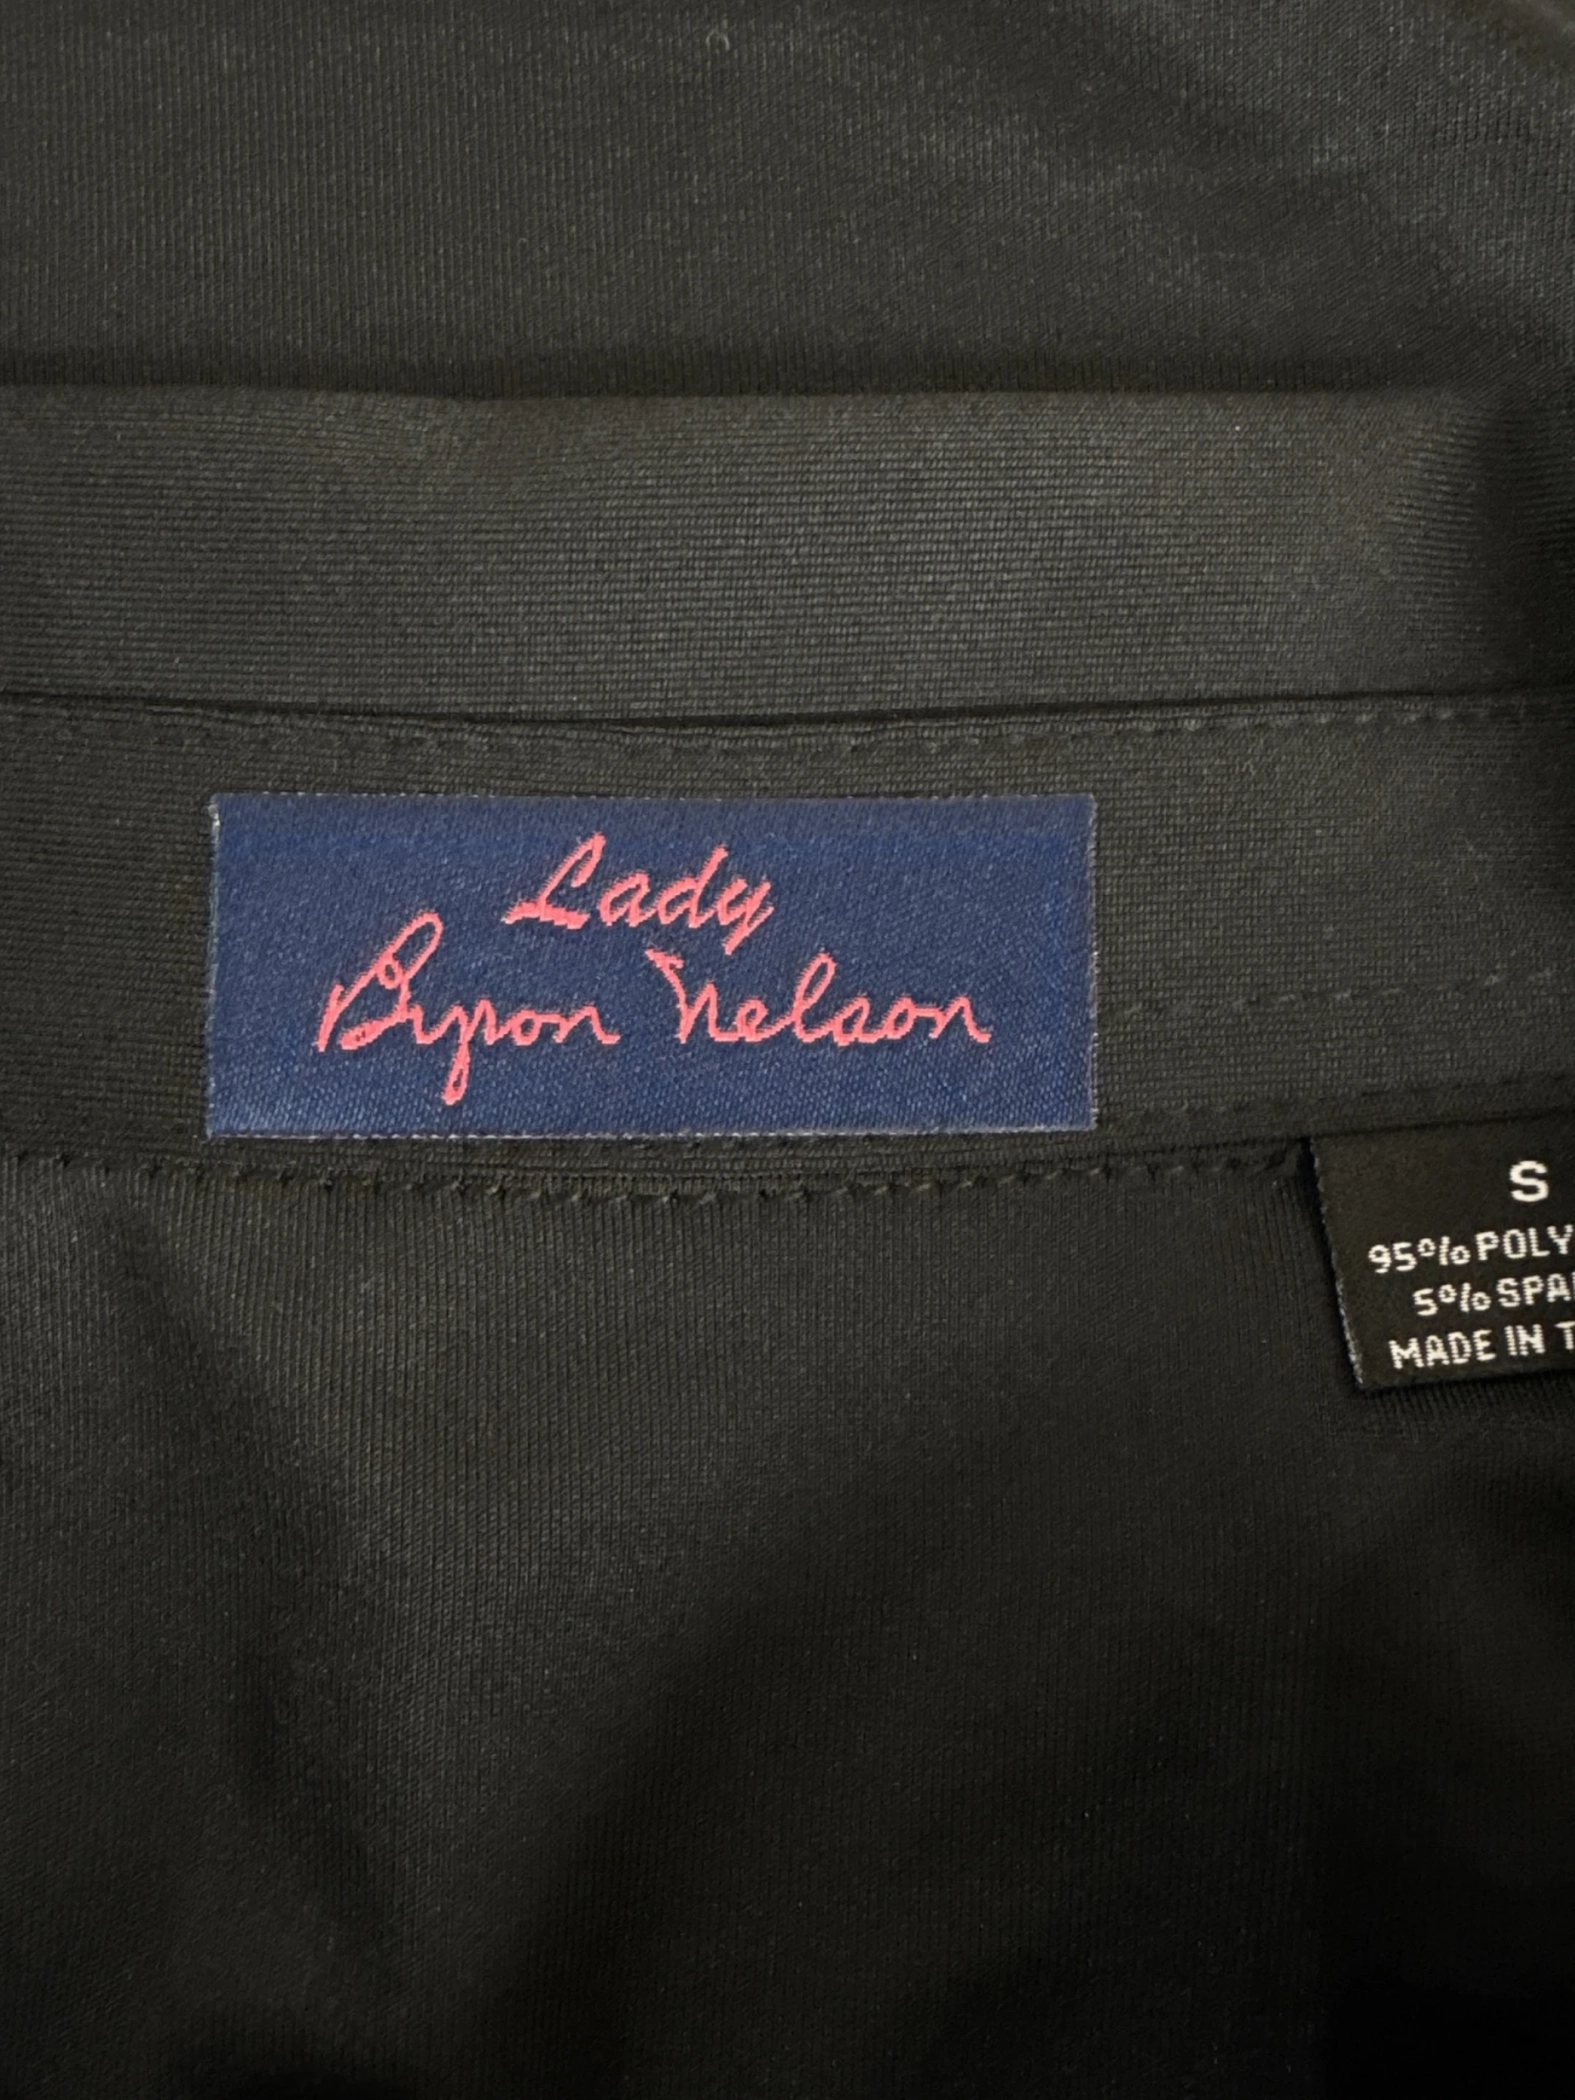 Lady
Byron Nelson
S
95% POLY
5% SPA
MADE IN T